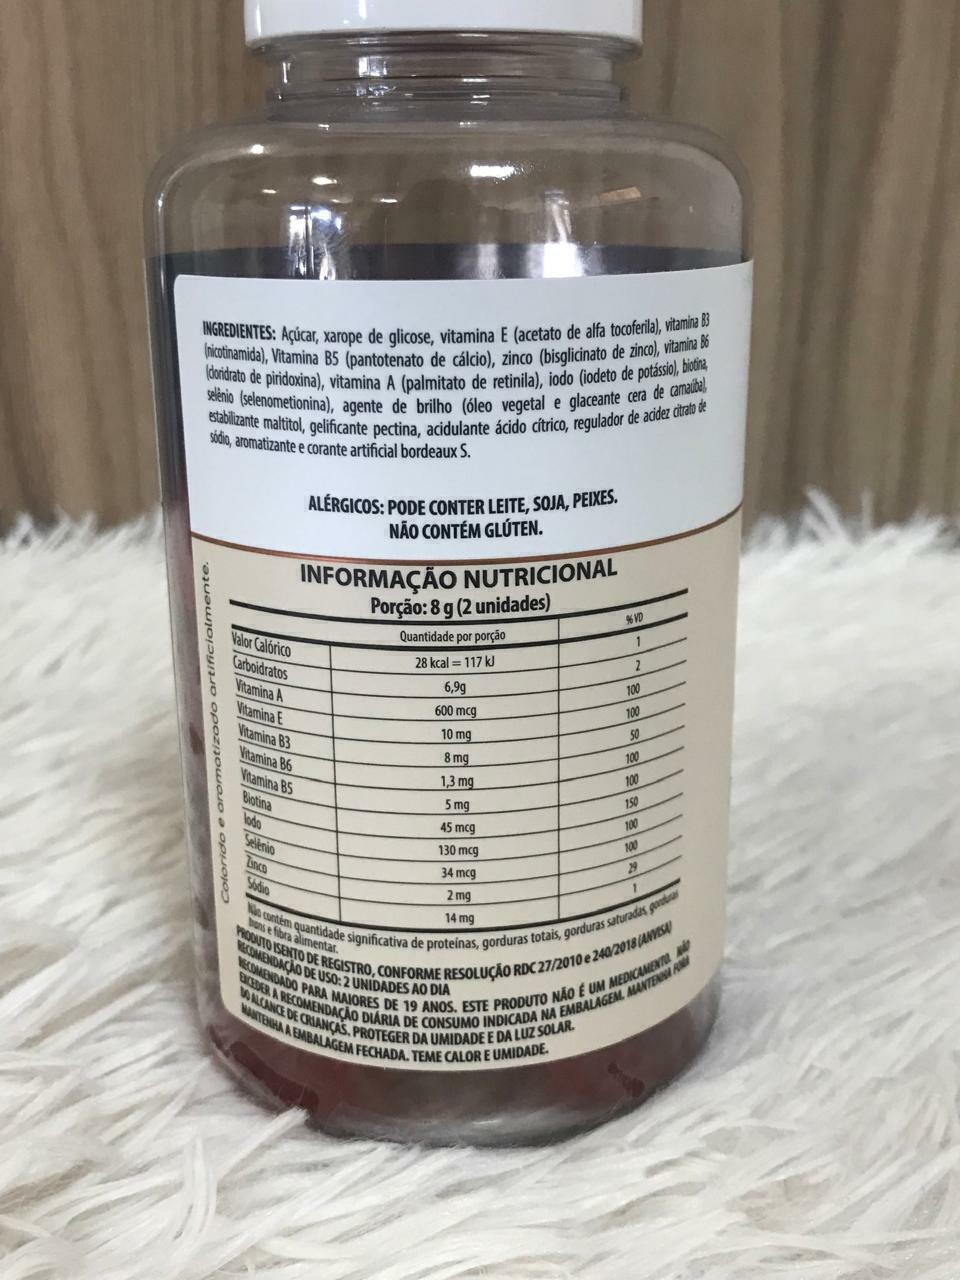 INGREDIENTES: Açúcar, xarope de glicose, vitamina E (acetato de alfa tocoferila), vitamina B3
(nicotinamida), Vitamina B5 (pantotenato de cálcio), zinco (bisglicinato de zinco), vitamina B6
(cloridrato de piridoxina), vitamina A (palmitato de retinila), iodo (iodeto de potássio), biotina,
selênio (selenometionina), agente de brilho (óleo vegetal e glaceante cera de carnaúba),
estabilizante maltitol, gelificante pectina, acidulante ácido cítrico, regulador de acidez citrato de
sódio, aromatizante e corante artificial bordeaux S.
ALÉRGICOS: PODE CONTER LEITE, SOJA, PEIXES.
NÃO CONTÉM GLÚTEN.
Colorido e aromatizado artificialmente.
INFORMAÇÃO NUTRICIONAL
Porção: 8 g (2 unidades)
Quantidade por porção % VD
Valor Calórico 28 kcal = 117 kJ 1
Carboidratos 6,9g 2
Vitamina A 600 mcg 100
Vitamina E 10 mg 100
Vitamina B3 8 mg 50
Vitamina B6 1,3 mg 100
Vitamina B5 5 mg 100
Biotina 45 mcg 150
Iodo 130 mcg 100
Selênio 34 mcg 100
Zinco 2 mg 29
Sódio 14 mg 1
Não contém quantidade significativa de proteínas, gorduras totais, gorduras saturadas, gorduras
trans e fibra alimentar.
PRODUTO ISENTO DE REGISTRO, CONFORME RESOLUÇÃO RDC 27/2010 e 240/2018 (ANVISA)
RECOMENDAÇÃO DE USO: 2 UNIDADES AO DIA
RECOMENDADO PARA MAIORES DE 19 ANOS. ESTE PRODUTO NÃO É UM MEDICAMENTO. NÃO
EXCEDER A RECOMENDAÇÃO DIÁRIA DE CONSUMO INDICADA NA EMBALAGEM. MANTENHA FORA
DO ALCANCE DE CRIANÇAS. PROTEGER DA UMIDADE E DA LUZ SOLAR.
MANTENHA A EMBALAGEM FECHADA. TEME CALOR E UMIDADE.